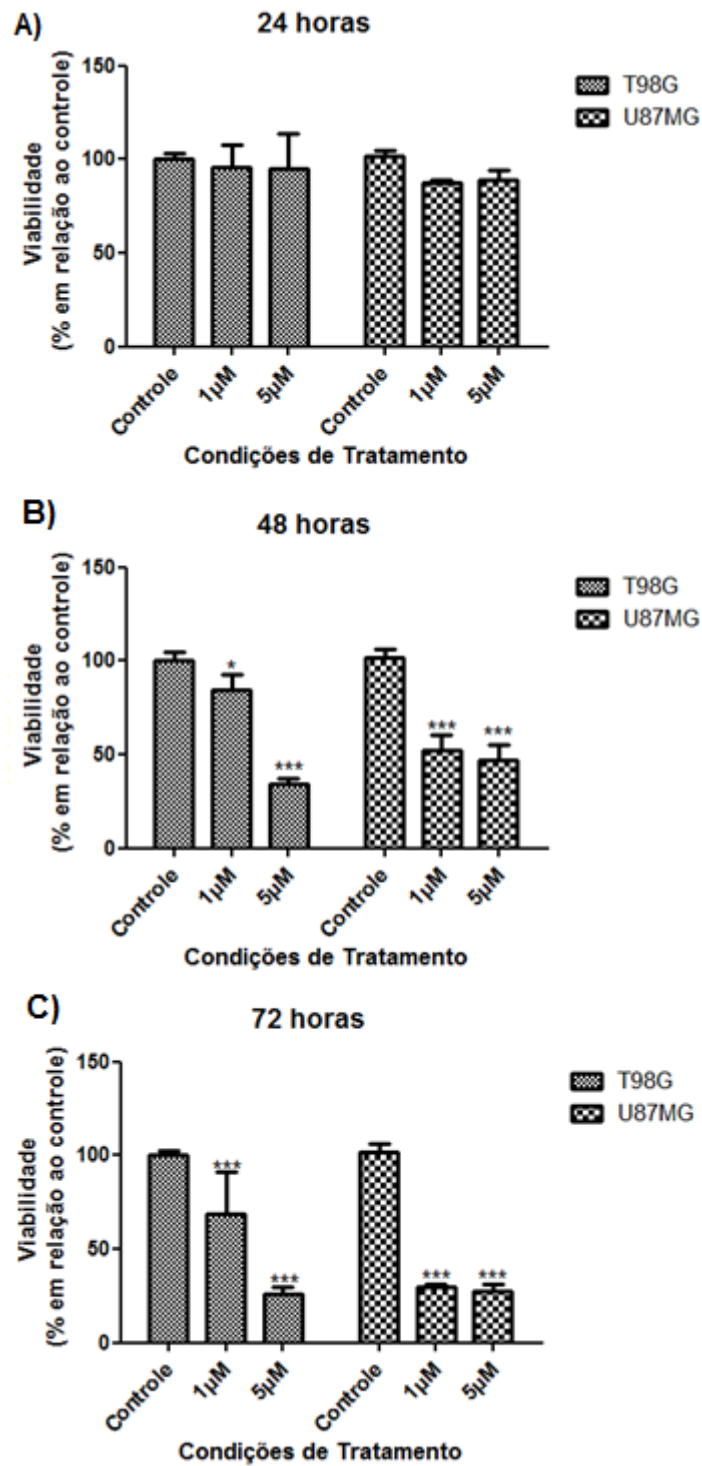 A)
24 horas
Viabilidade
(% em relação ao controle)
150
100
50
0
T98G
U87MG
Controle
1µM
5µM
Controle
1µM
5µM
Condições de Tratamento
B)
48 horas
Viabilidade
(% em relação ao controle)
150
100
50
0
*
***
***
***
T98G
U87MG
Controle
1µM
5µM
Controle
1µM
5µM
Condições de Tratamento
C)
72 horas
Viabilidade
(% em relação ao controle)
150
100
50
0
***
***
***
***
T98G
U87MG
Controle
1µM
5µM
Controle
1µM
5µM
Condições de Tratamento